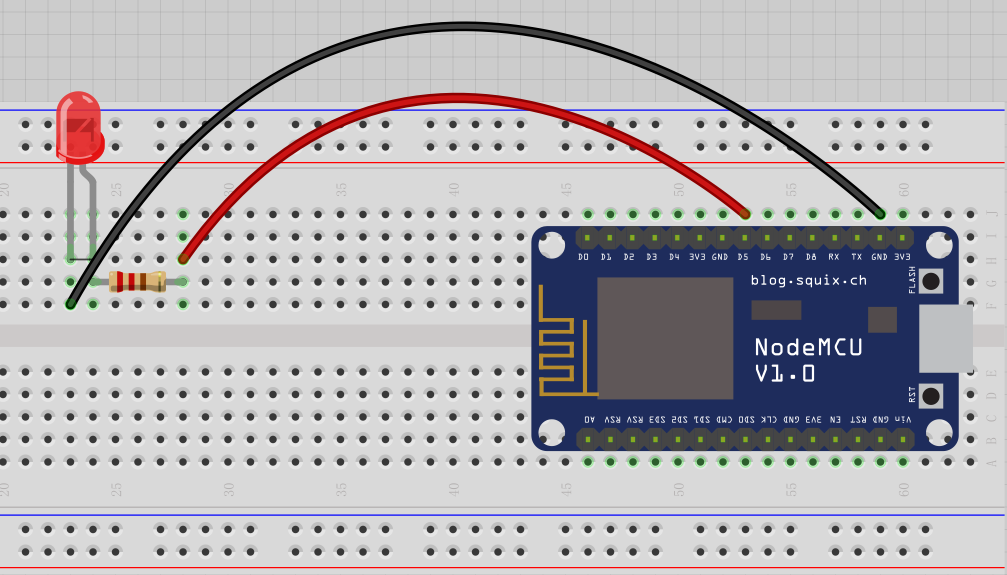 20 25 30 35 40 45 50 55 60
J
I
H
G
F
D0 D1 D2 D3 D4 3V3 GND D5 D6 D7 D8 RX TX GND 3V3
blog.squix.ch
FLASH
NodeMCU
V1.0
RST
A0 RSV RSV SD3 SD2 SD1 CMD SD0 CLK GND 3V3 EN RST GND Vin
E
D
C
B
A
20 25 30 35 40 45 50 55 60